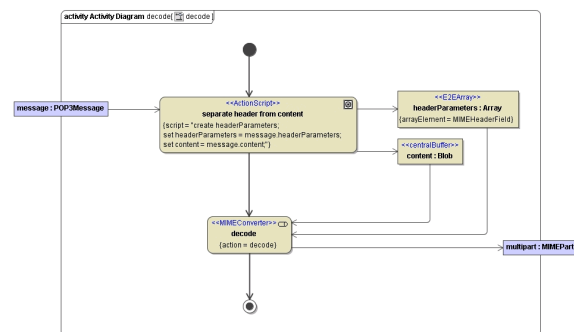 activity Activity Diagram decode[ decode ]
message : POP3Message
<<ActionScript>>
separate header from content
{script = "create headerParameters;
set headerParameters = message.headerParameters;
set content = message.content;"}
<<E2EArray>>
headerParameters : Array
{arrayElement = MIMEHeaderField}
<<centralBuffer>>
content : Blob
<<MIMEConverter>>
decode
{action = decode}
multipart : MIMEPart